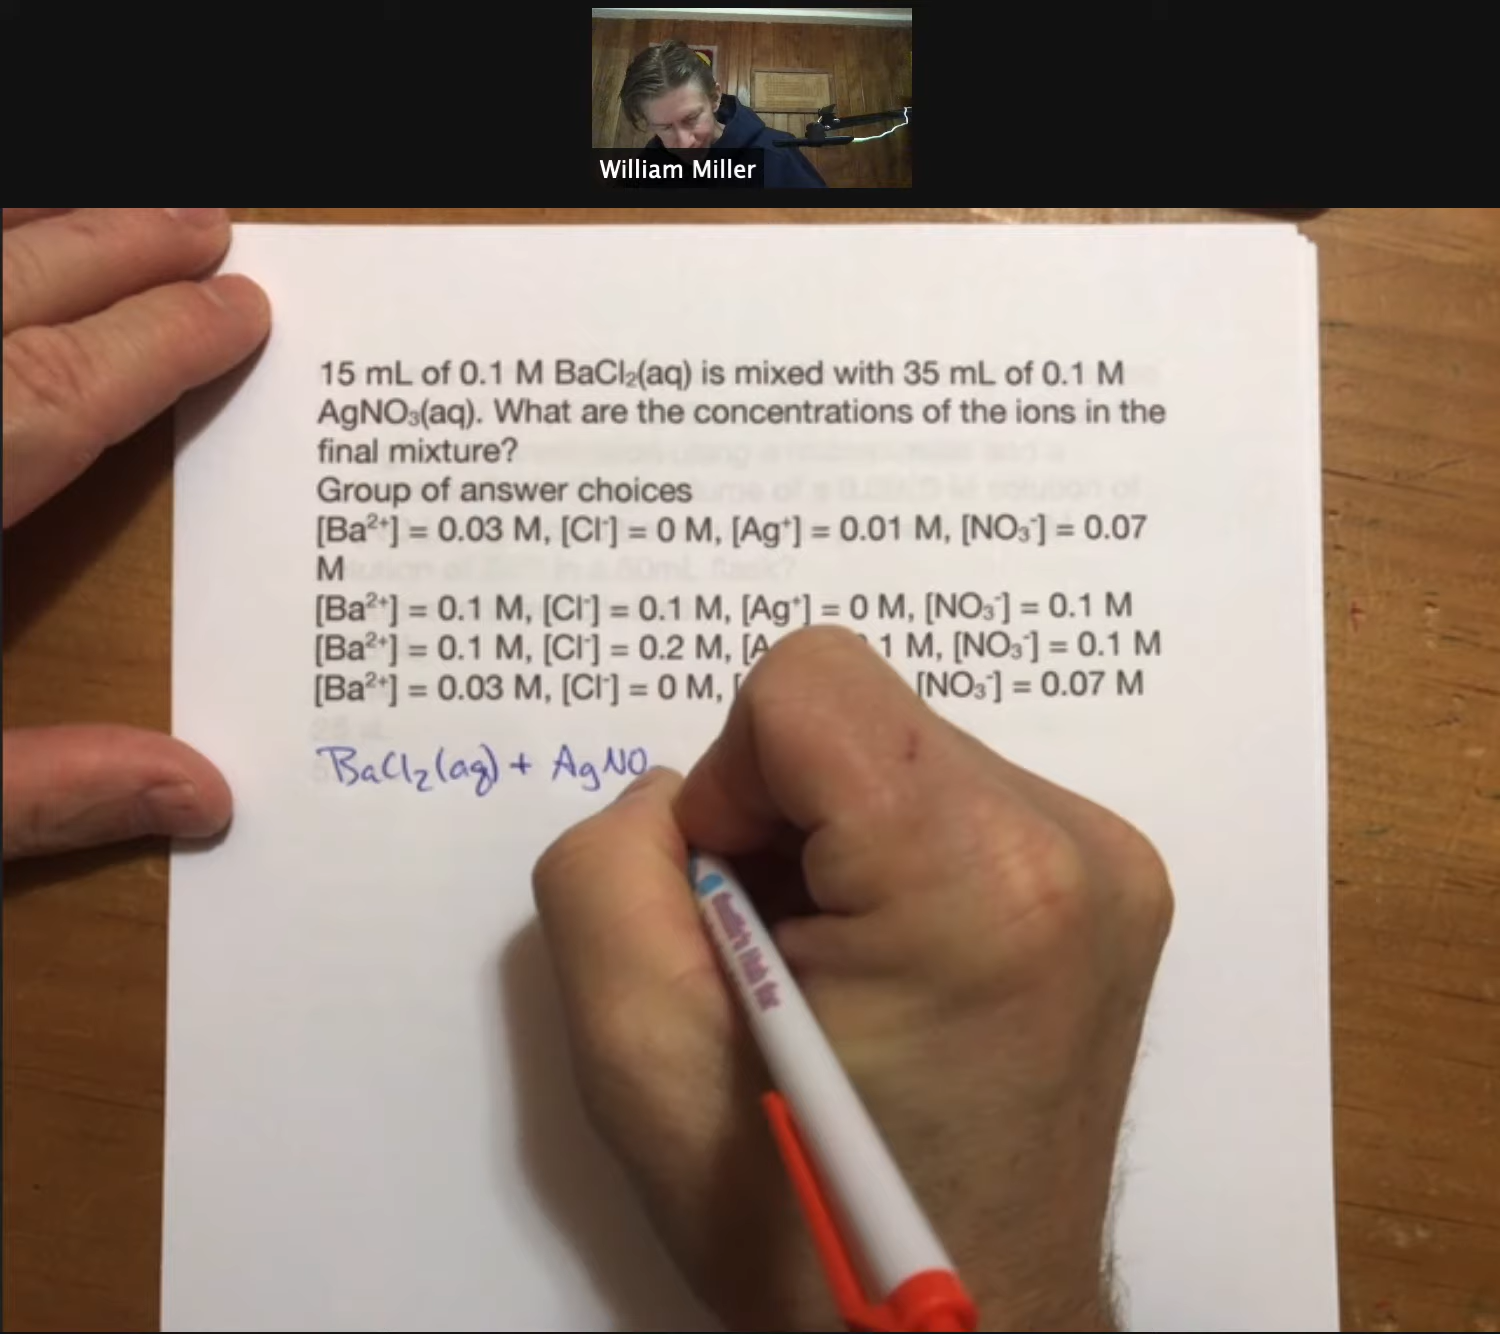 William Miller
15 mL of 0.1 M BaCl₂(aq) is mixed with 35 mL of 0.1 M
AgNO₃(aq). What are the concentrations of the ions in the
final mixture?
Group of answer choices
[Ba²⁺] = 0.03 M, [Cl⁻] = 0 M, [Ag⁺] = 0.01 M, [NO₃⁻] = 0.07
M
[Ba²⁺] = 0.1 M, [Cl⁻] = 0.1 M, [Ag⁺] = 0 M, [NO₃⁻] = 0.1 M
[Ba²⁺] = 0.1 M, [Cl⁻] = 0.2 M, [A 1 M, [NO₃⁻] = 0.1 M
[Ba²⁺] = 0.03 M, [Cl⁻] = 0 M, [NO₃⁻] = 0.07 M
BaCl₂(aq) + AgNO